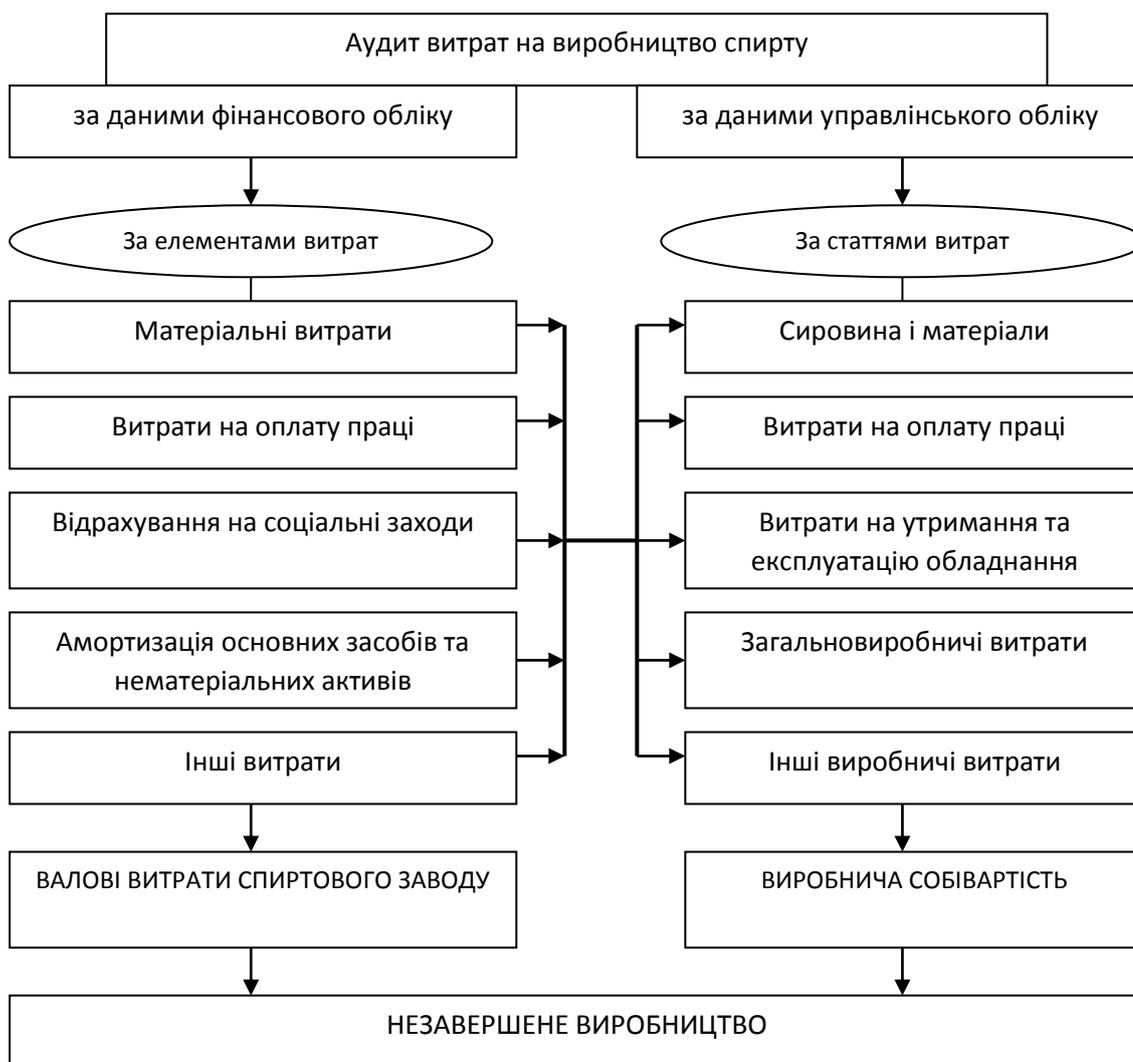 Аудит витрат на виробництво спирту
за даними фінансового обліку
за даними управлінського обліку
За елементами витрат
За статтями витрат
Матеріальні витрати
Сировина і матеріали
Витрати на оплату праці
Витрати на оплату праці
Відрахування на соціальні заходи
Витрати на утримання та
експлуатацію обладнання
Амортизація основних засобів та
нематеріальних активів
Загальновиробничі витрати
Інші витрати
Інші виробничі витрати
ВАЛОВІ ВИТРАТИ СПИРТОВОГО ЗАВОДУ
ВИРОБНИЧА СОБІВАРТІСТЬ
НЕЗАВЕРШЕНЕ ВИРОБНИЦТВО